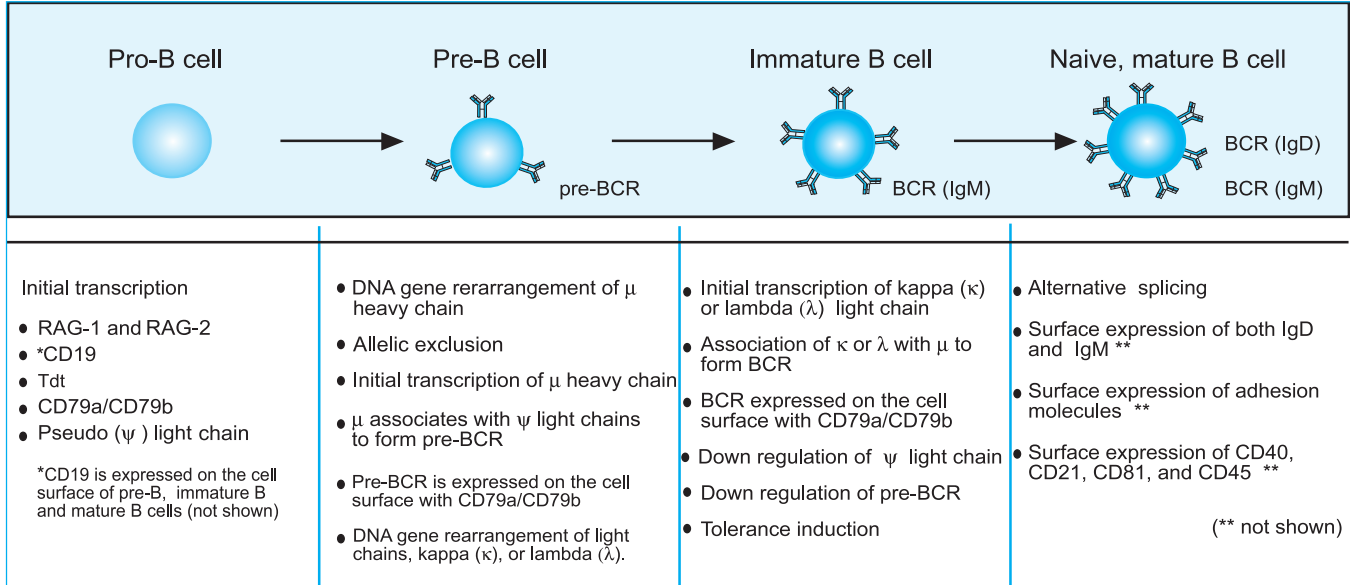 Pro-B cell
Pre-B cell
Immature B cell
Naive, mature B cell
pre-BCR
BCR (IgM)
BCR (IgD)
BCR (IgM)
Initial transcription
• RAG-1 and RAG-2
• *CD19
• Tdt
• CD79a/CD79b
• Pseudo (ψ ) light chain
*CD19 is expressed on the cell
surface of pre-B, immature B
and mature B cells (not shown)
• DNA gene rerarrangement of μ
heavy chain
• Allelic exclusion
• Initial transcription of μ heavy chain
• μ associates with ψ light chains
to form pre-BCR
• Pre-BCR is expressed on the cell
surface with CD79a/CD79b
• DNA gene rearrangement of light
chains, kappa (κ), or lambda (λ).
• Initial transcription of kappa (κ)
or lambda (λ) light chain
• Association of κ or λ with μ to
form BCR
• BCR expressed on the cell
surface with CD79a/CD79b
• Down regulation of ψ light chain
• Down regulation of pre-BCR
• Tolerance induction
• Alternative splicing
• Surface expression of both IgD
and IgM **
• Surface expression of adhesion
molecules **
• Surface expression of CD40,
CD21, CD81, and CD45 **
(** not shown)